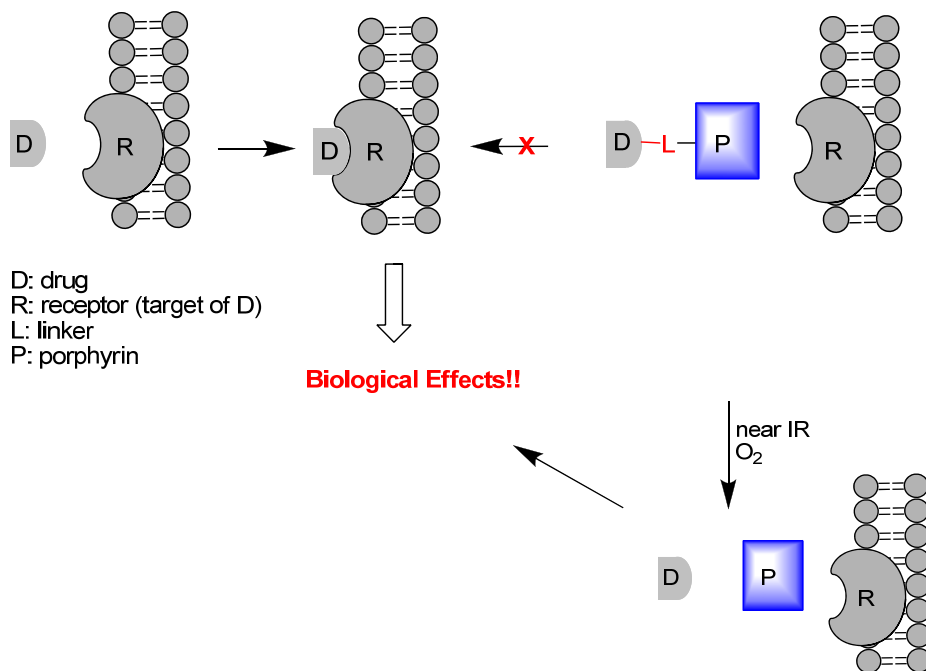 D
R
D
R
X
D
L
P
R
D: drug
R: receptor (target of D)
L: linker
P: porphyrin
Biological Effects!!
near IR
O₂
D
P
R